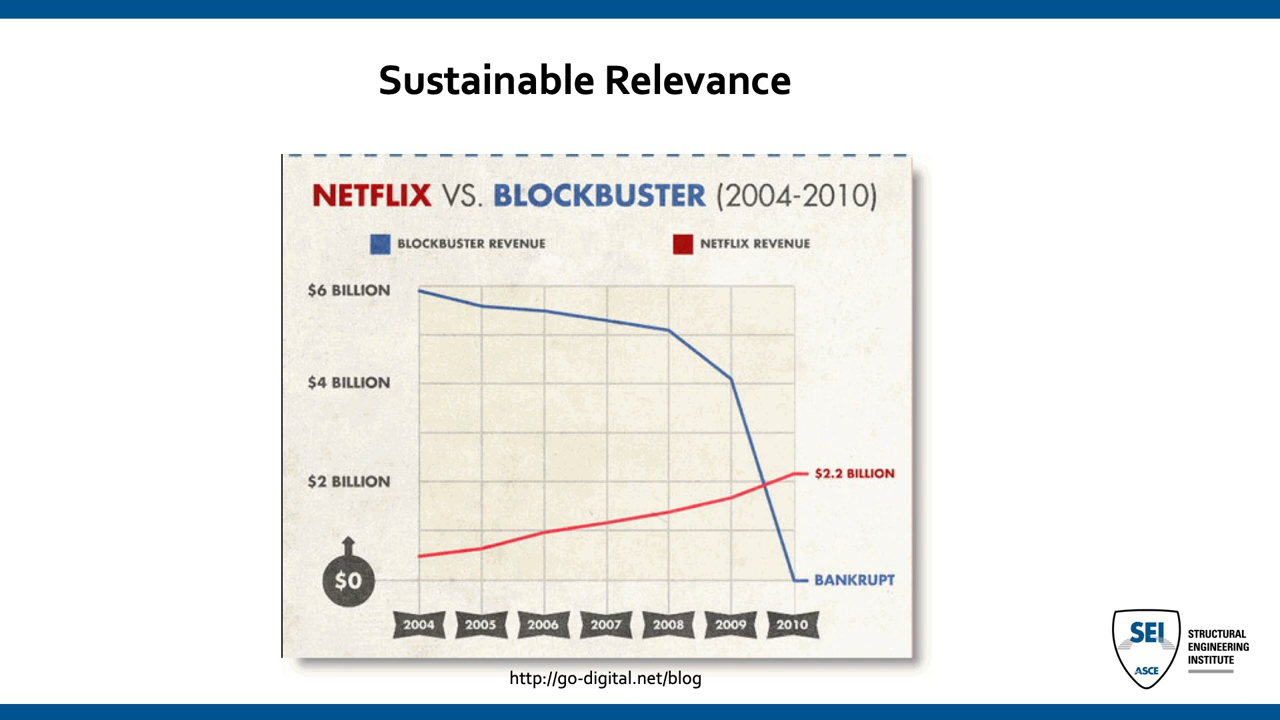 Sustainable Relevance
NETFLIX VS. BLOCKBUSTER (2004-2010)
BLOCKBUSTER REVENUE
NETFLIX REVENUE
$6 BILLION
$4 BILLION
$2 BILLION
$2.2 BILLION
$0
BANKRUPT
2004 2005 2006 2007 2008 2009 2010
http://go-digital.net/blog
SEI
ASCE
STRUCTURAL
ENGINEERING
INSTITUTE